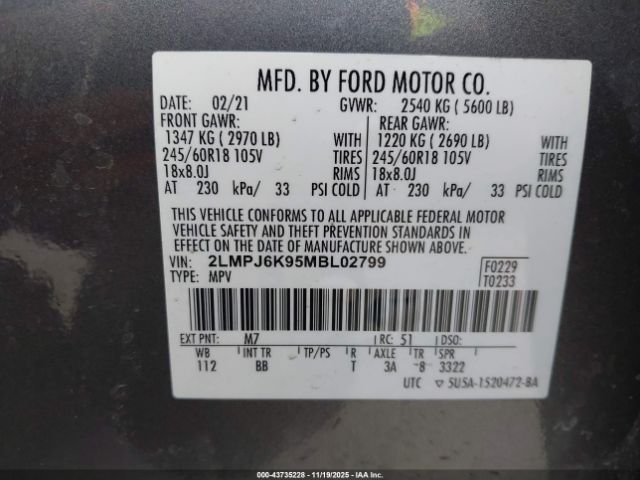 MFD. BY FORD MOTOR CO.
DATE: 02/21 GVWR: 2540 KG ( 5600 LB)
FRONT GAWR: REAR GAWR:
1347 KG ( 2970 LB) WITH 1220 KG ( 2690 LB) WITH
245/60R18 105V TIRES 245/60R18 105V TIRES
18x8.0J RIMS 18x8.0J RIMS
AT 230 kPa/ 33 PSI COLD AT 230 kPa/ 33 PSI COLD
THIS VEHICLE CONFORMS TO ALL APPLICABLE FEDERAL MOTOR
VEHICLE SAFETY AND THEFT PREVENTION STANDARDS IN
EFFECT ON THE DATE OF MANUFACTURE SHOWN ABOVE.
VIN: 2LMPJ6K95MBL02799 F0229
TYPE: MPV T0233
EXT PNT: M7 RC: 51 DSO:
WB INT TR TP/PS R AXLE TR SPR
112 BB T 3A 8 3322
UTC ▽ 5U5A-1520472-BA
000-43735228 - 11/19/2025 - IAAI.CA